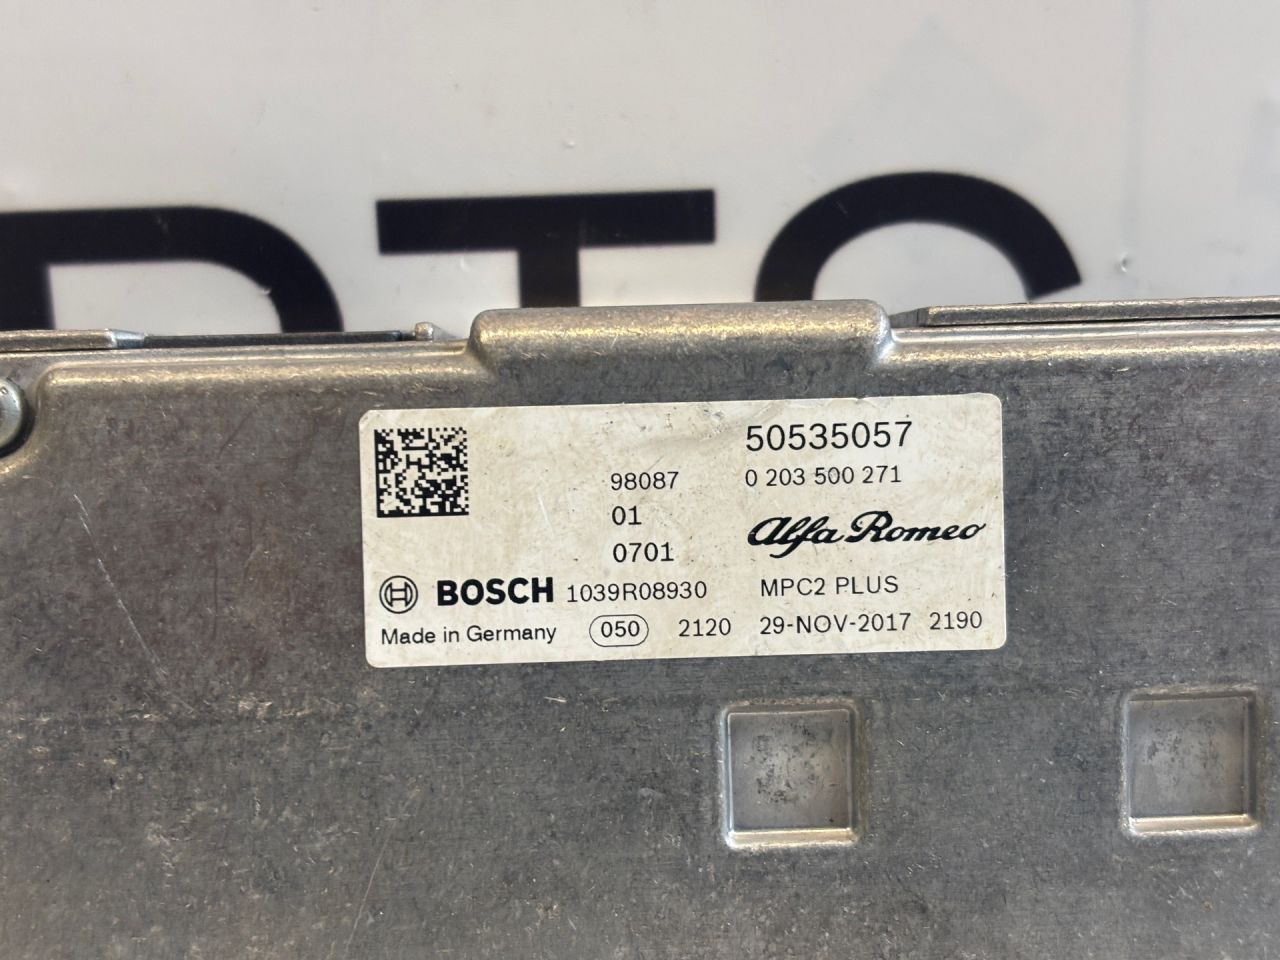 RTS
50535057
98087 0 203 500 271
01
Alfa Romeo
0701
BOSCH 1039R08930 MPC2 PLUS
Made in Germany 050 2120 29-NOV-2017 2190